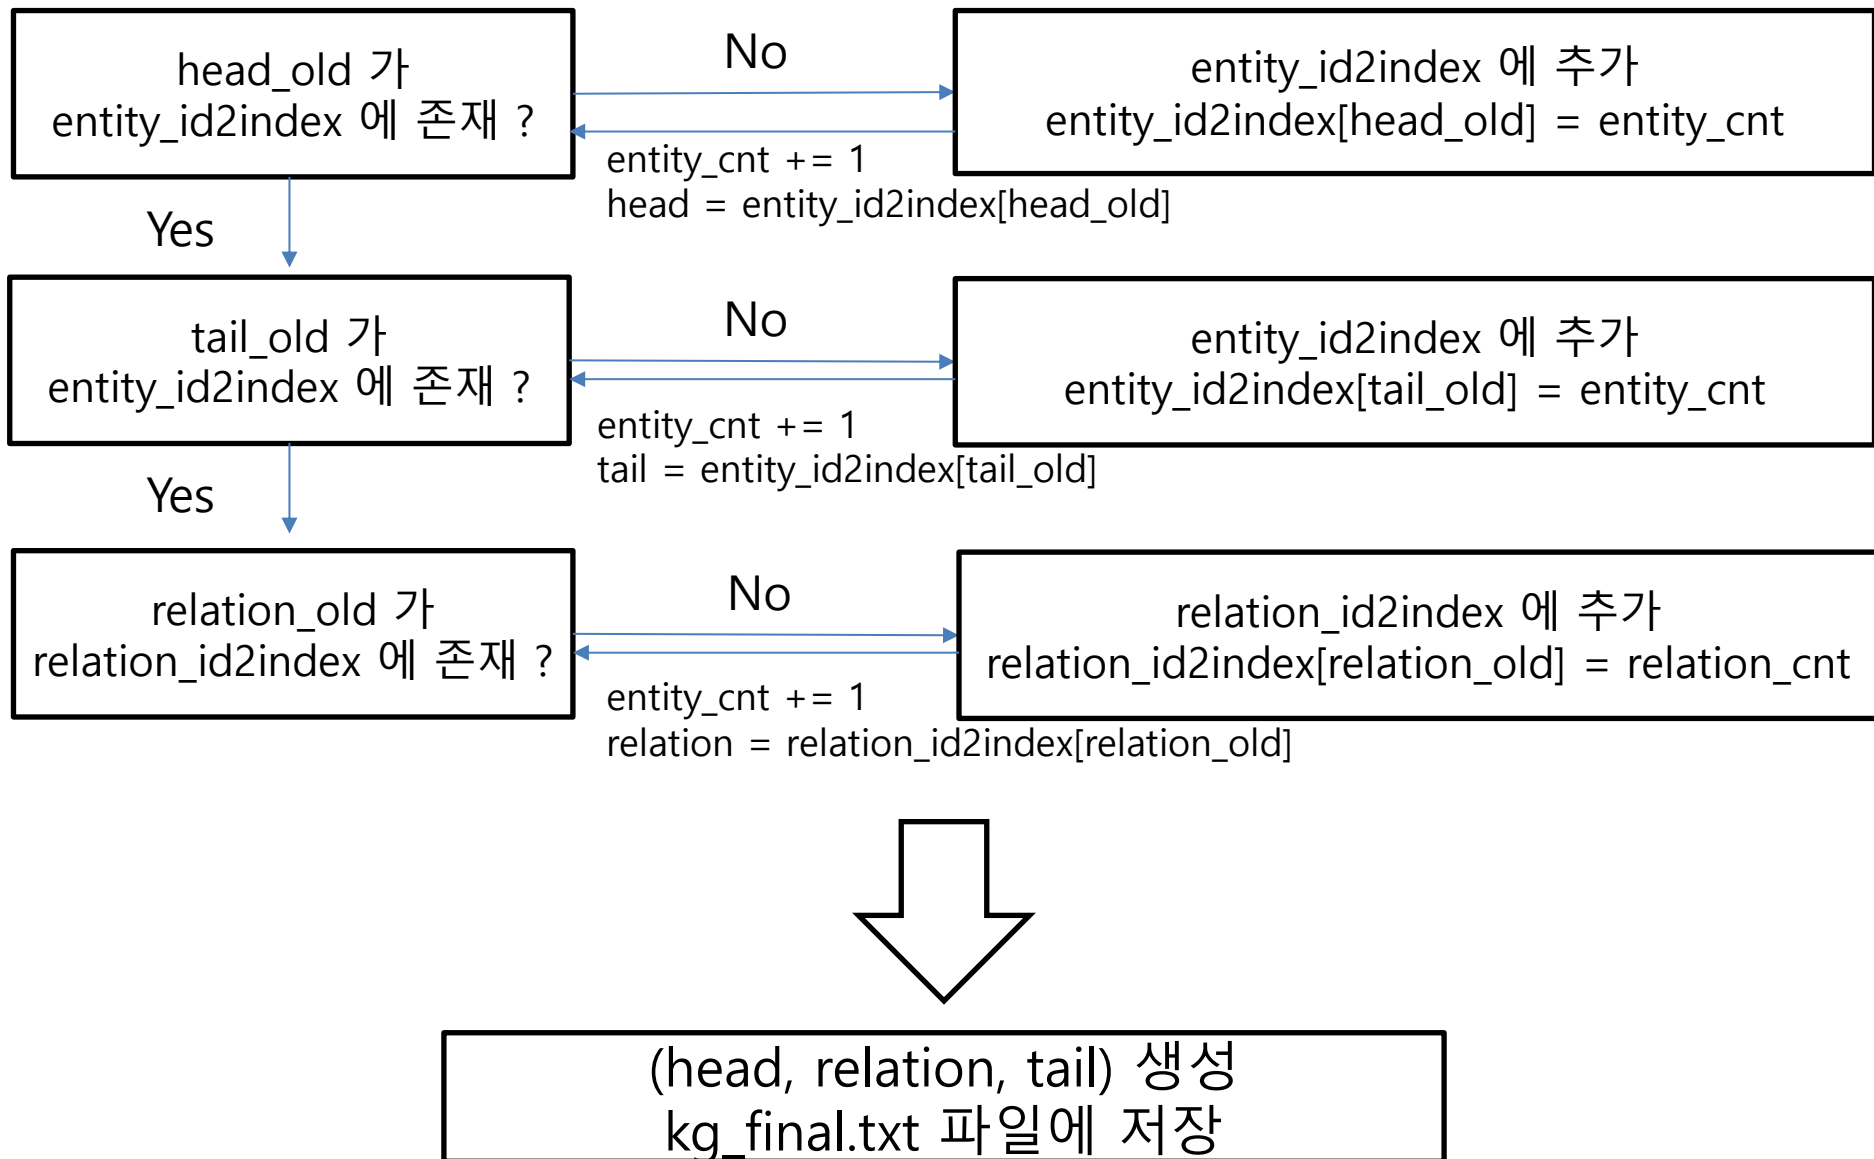 head_old 가
entity_id2index 에 존재 ?
No
entity_id2index 에 추가
entity_id2index[head_old] = entity_cnt
entity_cnt += 1
head = entity_id2index[head_old]
Yes
tail_old 가
entity_id2index 에 존재 ?
No
entity_id2index 에 추가
entity_id2index[tail_old] = entity_cnt
entity_cnt += 1
tail = entity_id2index[tail_old]
Yes
relation_old 가
relation_id2index 에 존재 ?
No
relation_id2index 에 추가
relation_id2index[relation_old] = relation_cnt
entity_cnt += 1
relation = relation_id2index[relation_old]
(head, relation, tail) 생성
kg_final.txt 파일에 저장